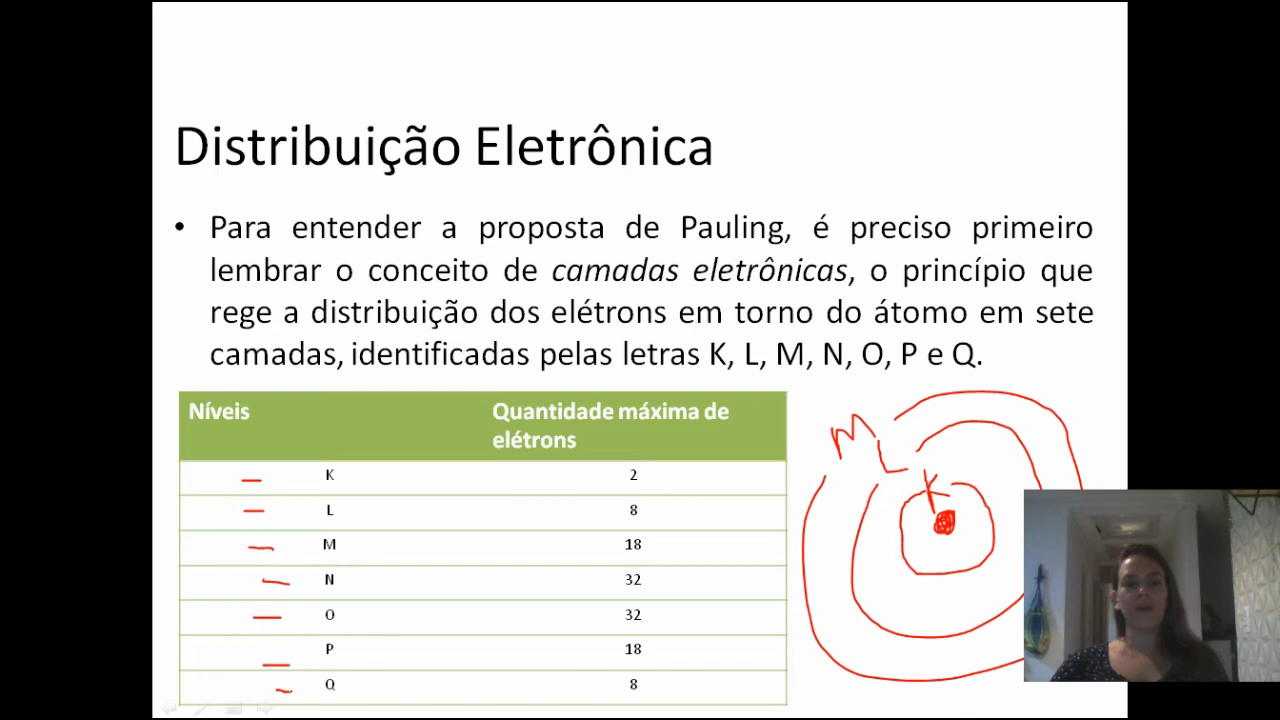 Distribuição Eletrônica
• Para entender a proposta de Pauling, é preciso primeiro
lembrar o conceito de camadas eletrônicas, o princípio que
rege a distribuição dos elétrons em torno do átomo em sete
camadas, identificadas pelas letras K, L, M, N, O, P e Q.
Níveis Quantidade máxima de
elétrons
K 2
L 8
M 18
N 32
O 32
P 18
Q 8
M
L
K